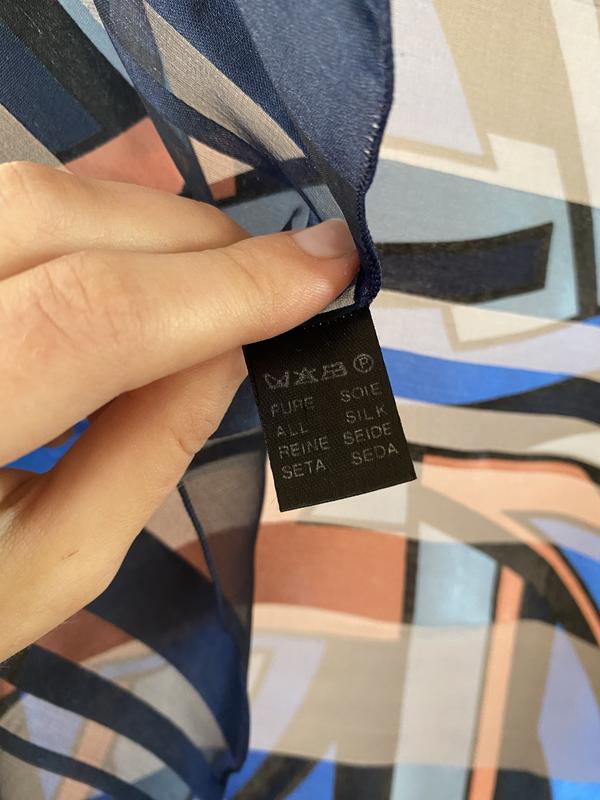 P
PURE SOIE
ALL SILK
REINE SEIDE
SETA SEDA